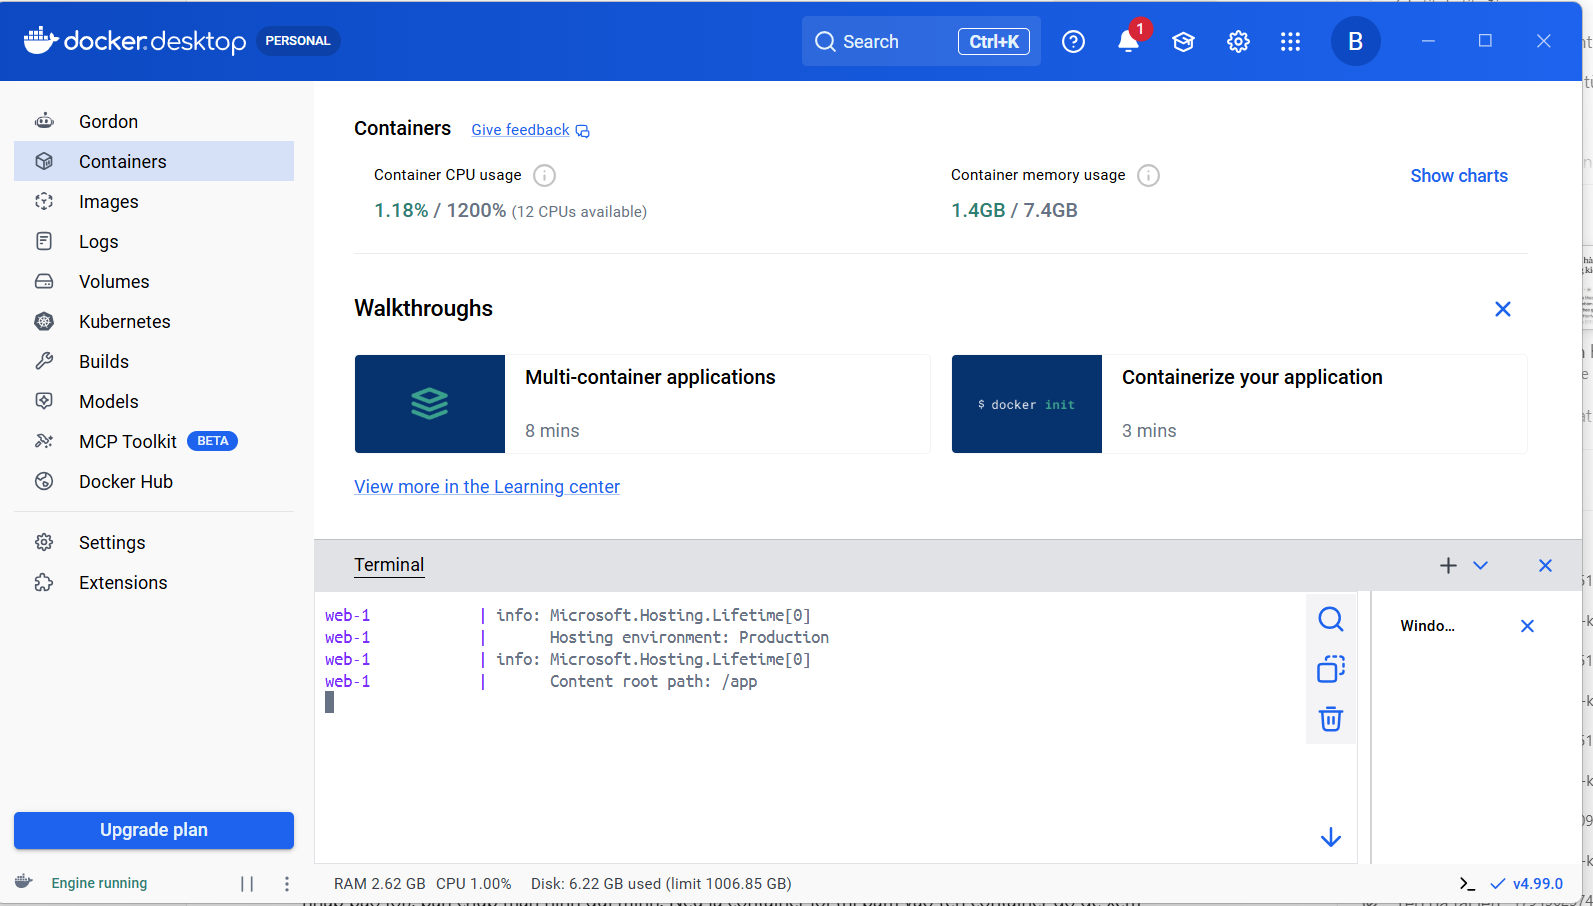 docker.desktop PERSONAL
Search Ctrl+K
1
B
Gordon
Containers
Images
Logs
Volumes
Kubernetes
Builds
Models
MCP Toolkit BETA
Docker Hub
Settings
Extensions
Upgrade plan
Containers Give feedback
Container CPU usage
1.18% / 1200% (12 CPUs available)
Container memory usage
1.4GB / 7.4GB
Show charts
Walkthroughs
Multi-container applications
8 mins
$ docker init
Containerize your application
3 mins
View more in the Learning center
Terminal
web-1 | info: Microsoft.Hosting.Lifetime[0]
web-1 | Hosting environment: Production
web-1 | info: Microsoft.Hosting.Lifetime[0]
web-1 | Content root path: /app
Windo...
Engine running
RAM 2.62 GB CPU 1.00% Disk: 6.22 GB used (limit 1006.85 GB)
v4.99.0